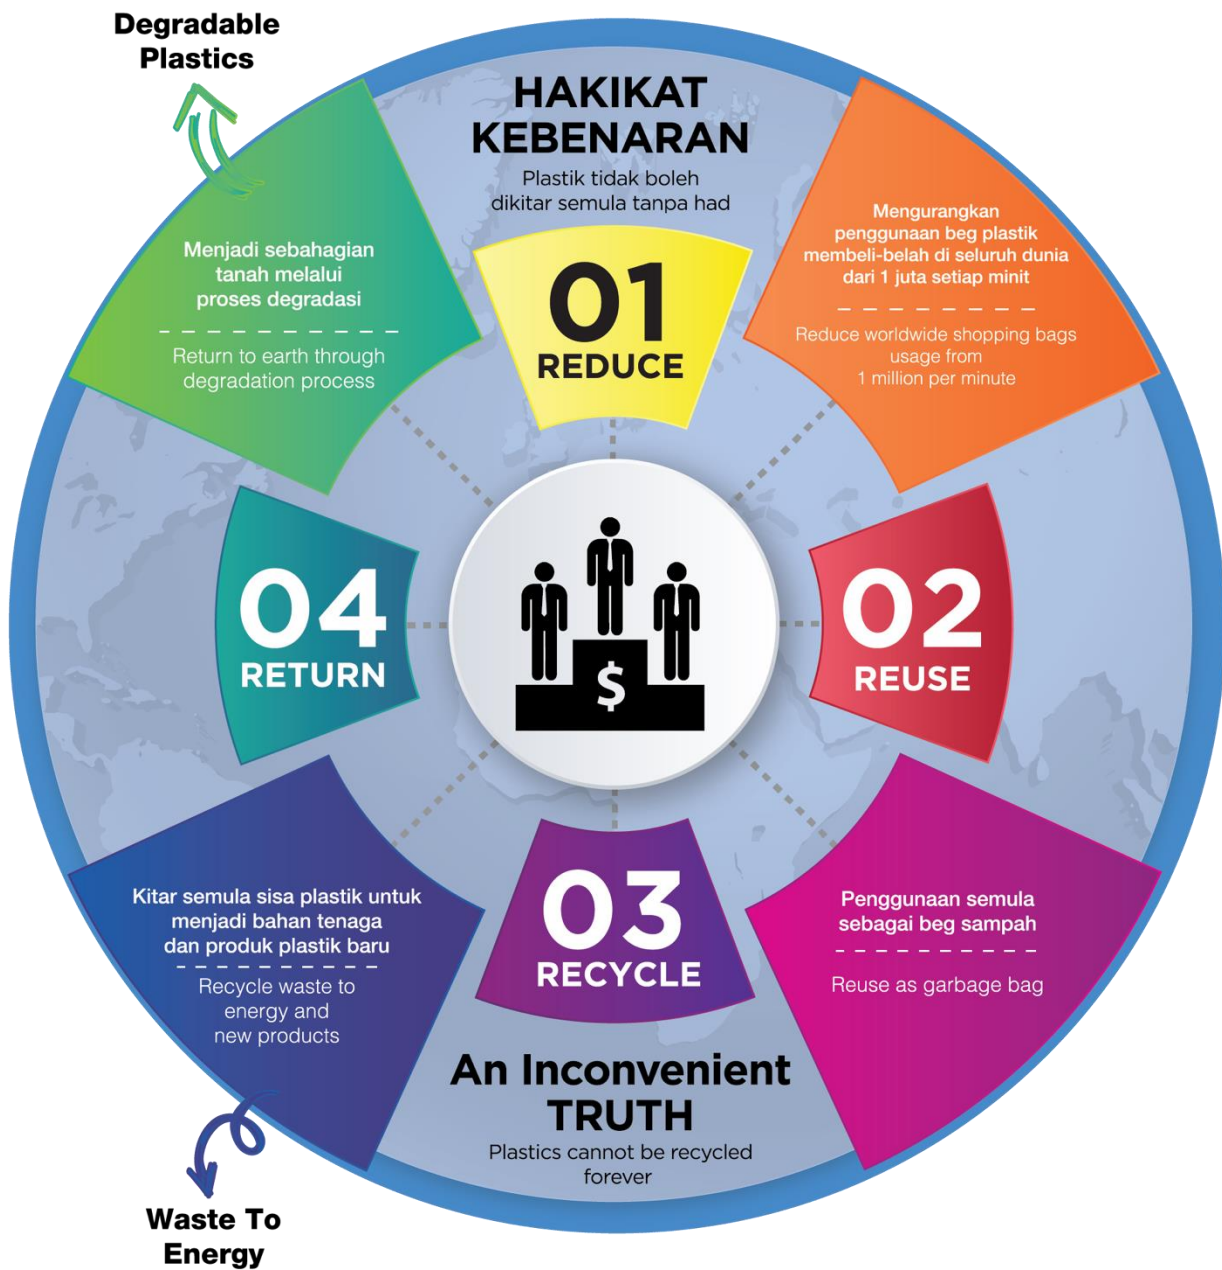 Degradable
Plastics
HAKIKAT
KEBENARAN
Plastik tidak boleh
dikitar semula tanpa had
01
REDUCE
Mengurangkan
penggunaan beg plastik
membeli-belah di seluruh dunia
dari 1 juta setiap minit
Reduce worldwide shopping bags
usage from
1 million per minute
02
REUSE
Penggunaan semula
sebagai beg sampah
Reuse as garbage bag
03
RECYCLE
Kitar semula sisa plastik untuk
menjadi bahan tenaga
dan produk plastik baru
Recycle waste to
energy and
new products
Waste To
Energy
04
RETURN
Menjadi sebahagian
tanah melalui
proses degradasi
Return to earth through
degradation process
$
An Inconvenient
TRUTH
Plastics cannot be recycled
forever